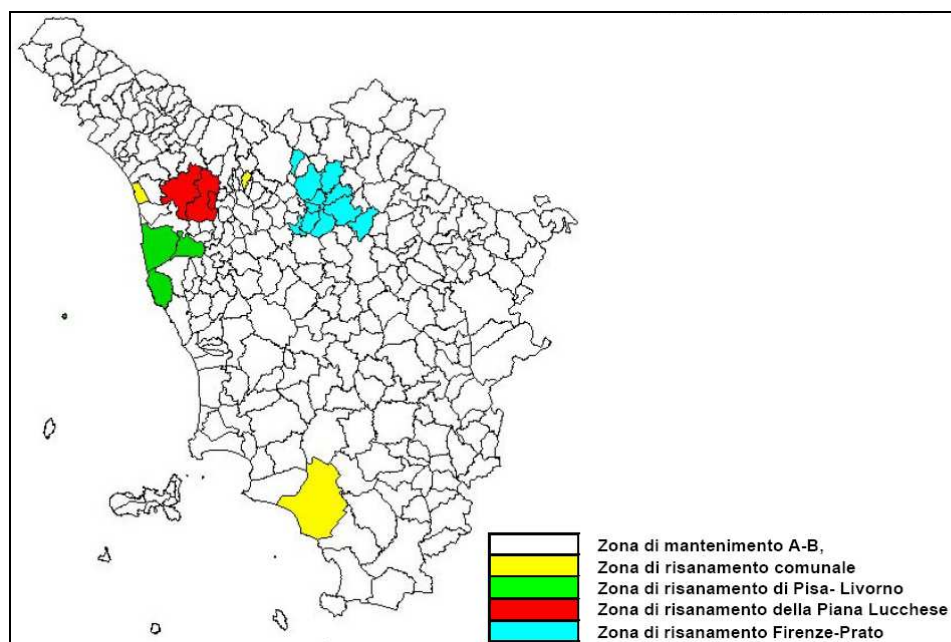 Zona di mantenimento A-B,
Zona di risanamento comunale
Zona di risanamento di Pisa- Livorno
Zona di risanamento della Piana Lucchese
Zona di risanamento Firenze-Prato